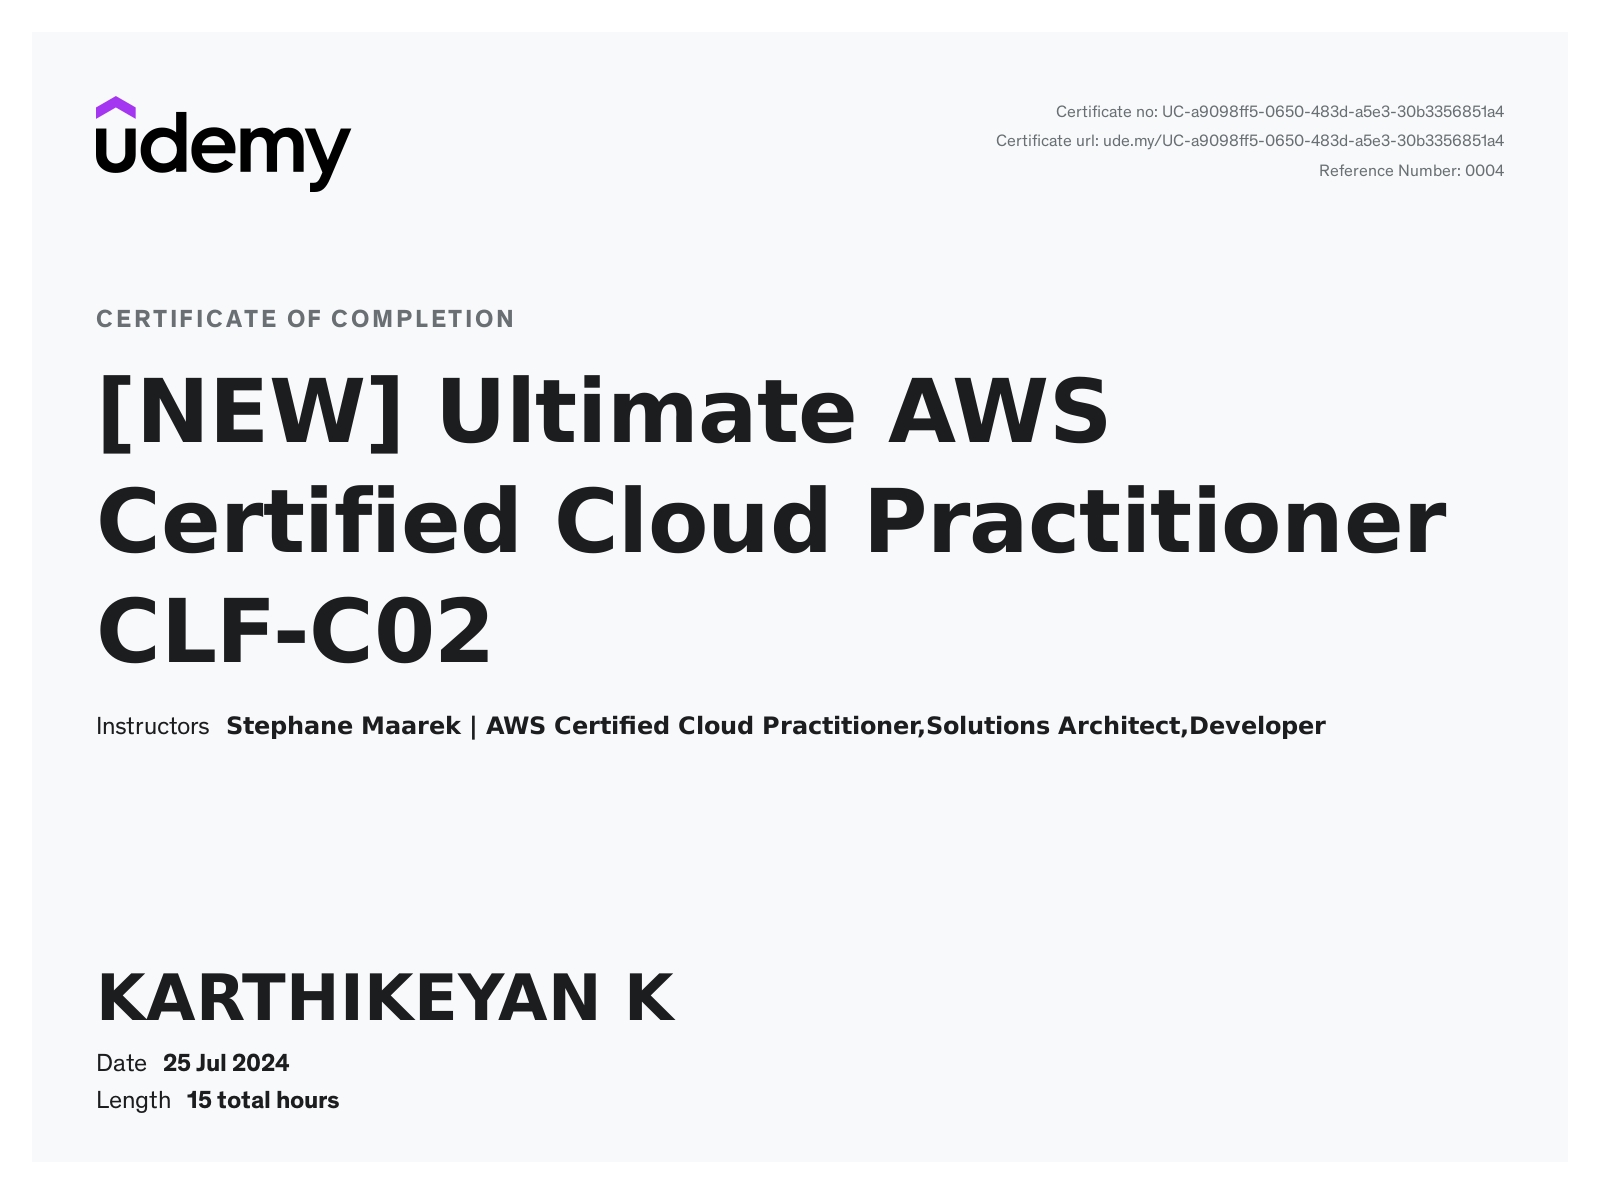 udemy
Certificate no: UC-a9098ff5-0650-483d-a5e3-30b3356851a4
Certificate url: ude.my/UC-a9098ff5-0650-483d-a5e3-30b3356851a4
Reference Number: 0004
CERTIFICATE OF COMPLETION
[NEW] Ultimate AWS
Certified Cloud Practitioner
CLF-C02
Instructors Stephane Maarek | AWS Certified Cloud Practitioner,Solutions Architect,Developer
KARTHIKEYAN K
Date 25 Jul 2024
Length 15 total hours